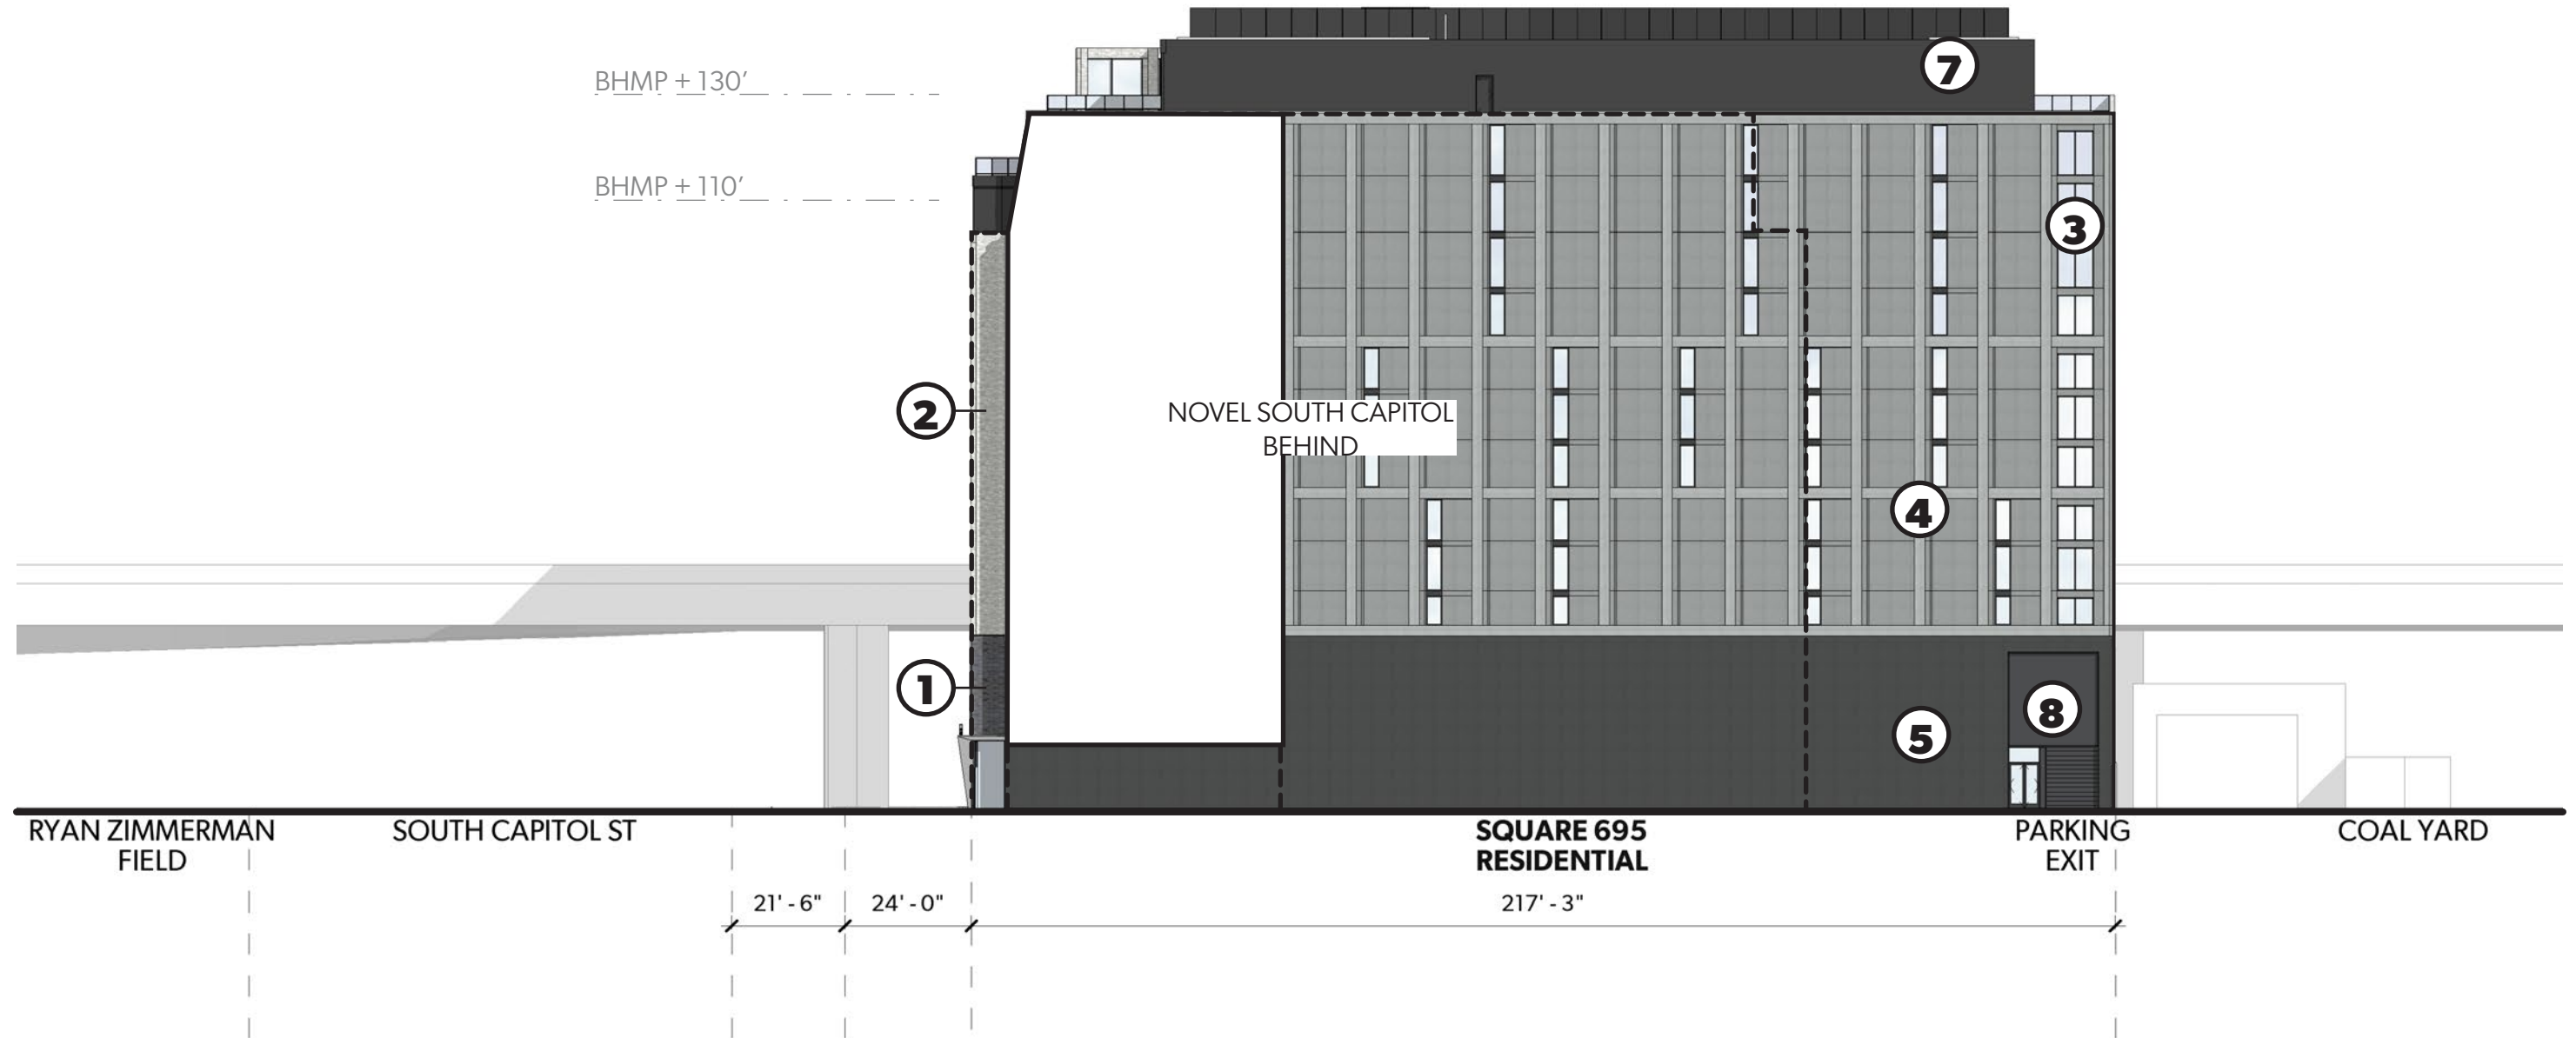 BHMP + 130’
7
BHMP + 110’
3
2
NOVEL SOUTH CAPITOL
BEHIND
4
1
8
5
RYAN ZIMMERMAN
FIELD
SOUTH CAPITOL ST
SQUARE 695
RESIDENTIAL
PARKING
EXIT
COAL YARD
21' - 6"
24' - 0"
217' - 3"